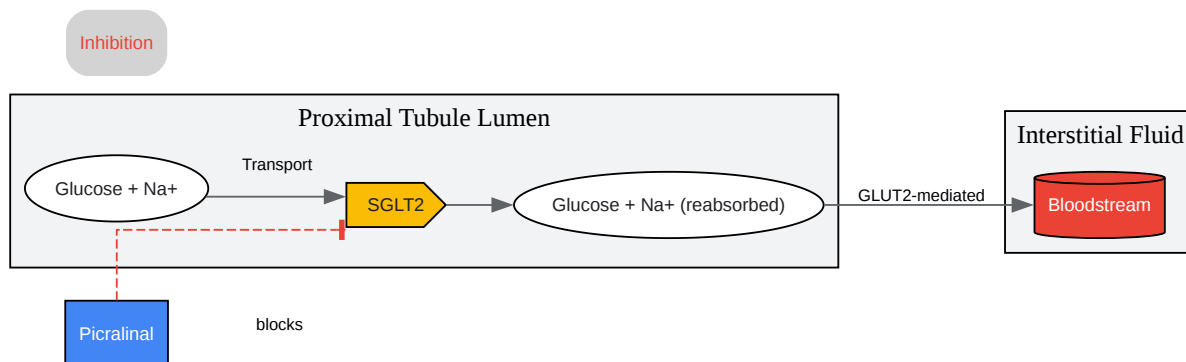 Inhibition
Proximal Tubule Lumen
Interstitial Fluid
Transport
Glucose + Na+
SGLT2
Glucose + Na+ (reabsorbed)
GLUT2-mediated
Bloodstream
Picralinal
blocks